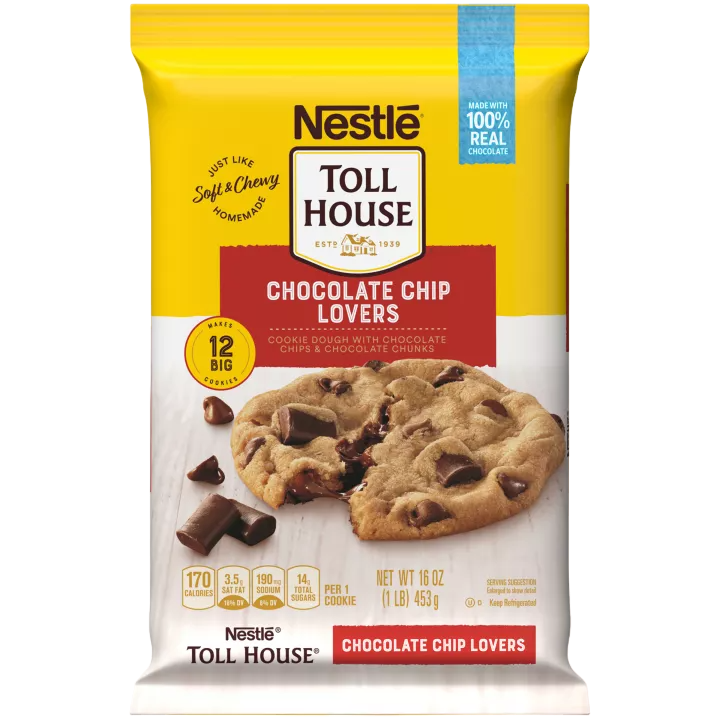 MADE WITH
100%
REAL
CHOCOLATE
Nestlé®
JUST LIKE
Soft & Chewy
HOMEMADE
TOLL
HOUSE
ESTD 1939
CHOCOLATE CHIP
LOVERS
COOKIE DOUGH WITH CHOCOLATE
CHIPS & CHOCOLATE CHUNKS
MAKES
12
BIG
COOKIES
170
CALORIES
3.5g
SAT FAT
18% DV
190mg
SODIUM
8% DV
14g
TOTAL
SUGARS
PER 1
COOKIE
NET WT 16 OZ
(1 LB) 453g
SERVING SUGGESTION
Enlarged to show detail
U D Keep Refrigerated
Nestlé®
TOLL HOUSE®
CHOCOLATE CHIP LOVERS